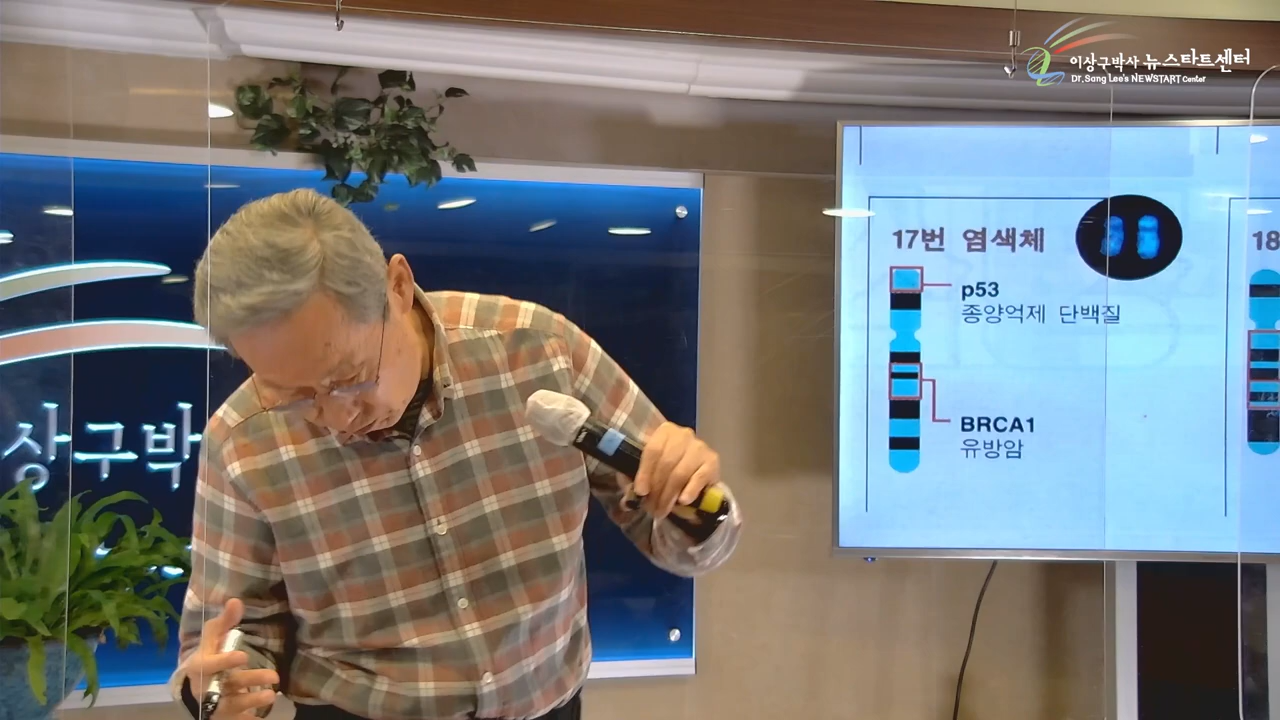 이상구박사 뉴스타트센터
Dr. Sang Lee's NEWSTART Center
17번 염색체
18
p53
종양억제 단백질
BRCA1
유방암
상구박